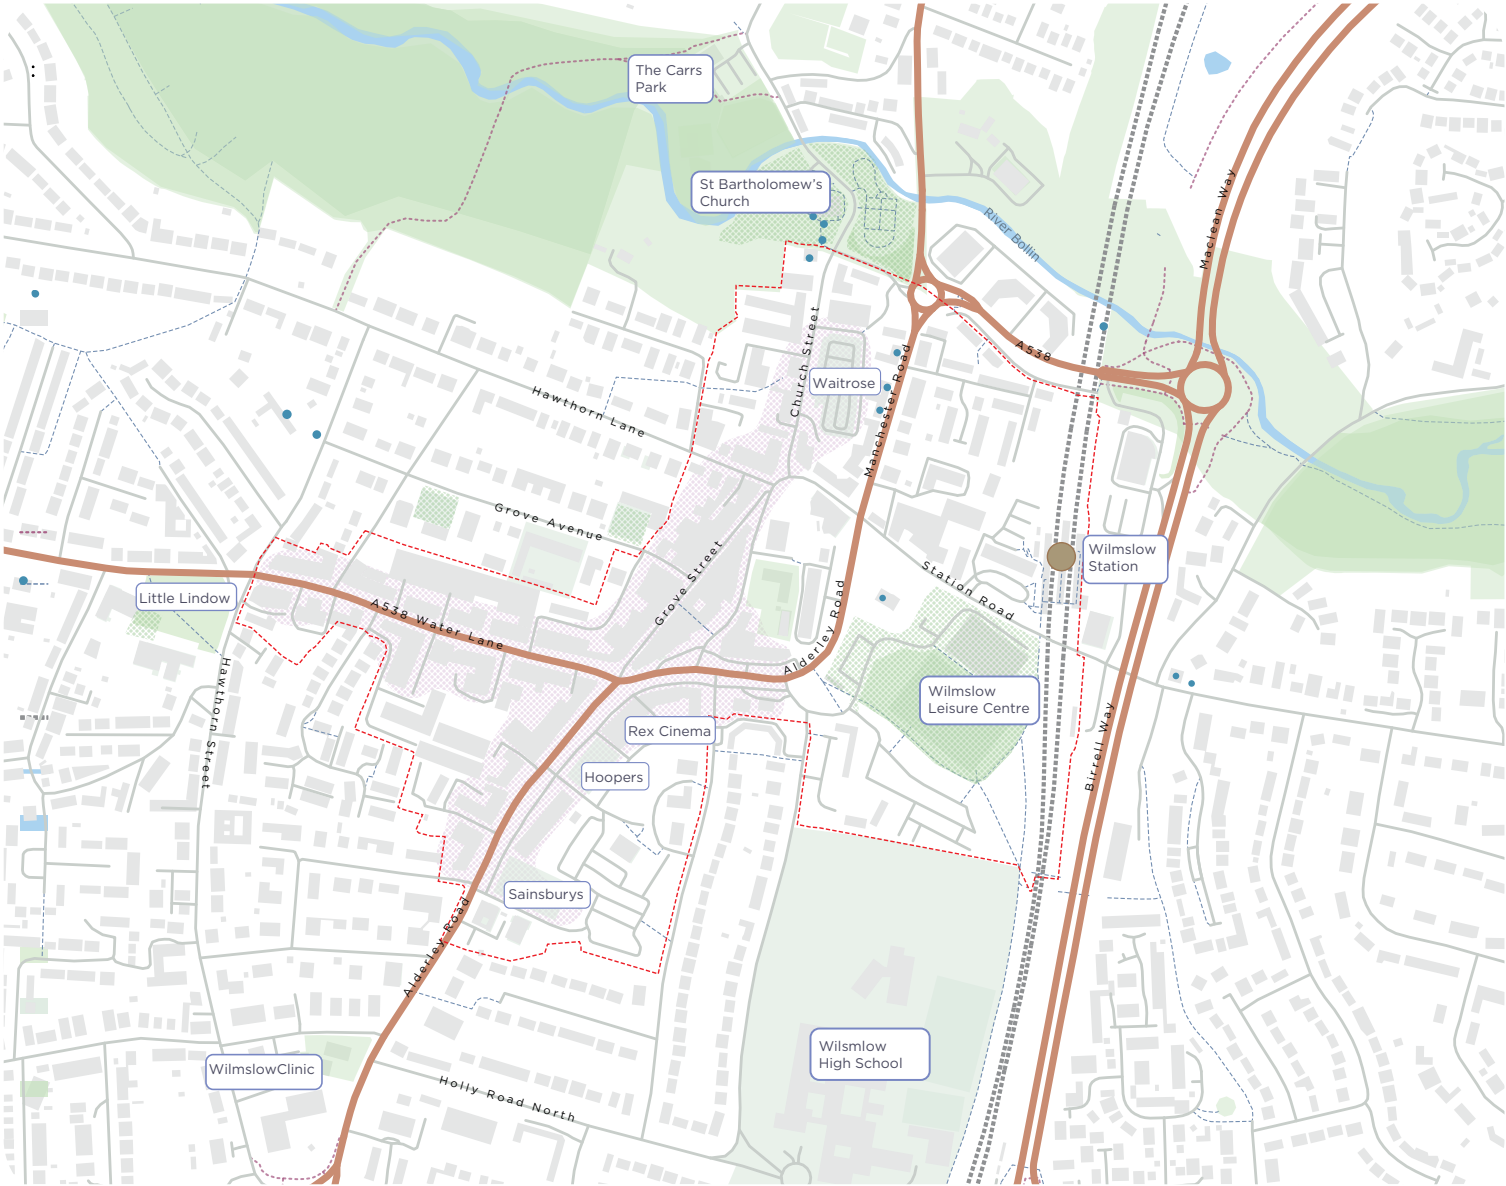 The Carrs
Park
St Bartholomew's
Church
River Bollin
Maclean Way
A538
Church Street
Waitrose
Manchester Road
Hawthorn Lane
Grove Avenue
Grove Street
Station Road
Wilmslow
Station
Little Lindow
A538 Water Lane
Alderley Road
Hawthorn Street
Wilmslow
Leisure Centre
Rex Cinema
Hoopers
Birrell Way
Sainsburys
Alderley Road
Wilsmlow
High School
WilmslowClinic
Holly Road North